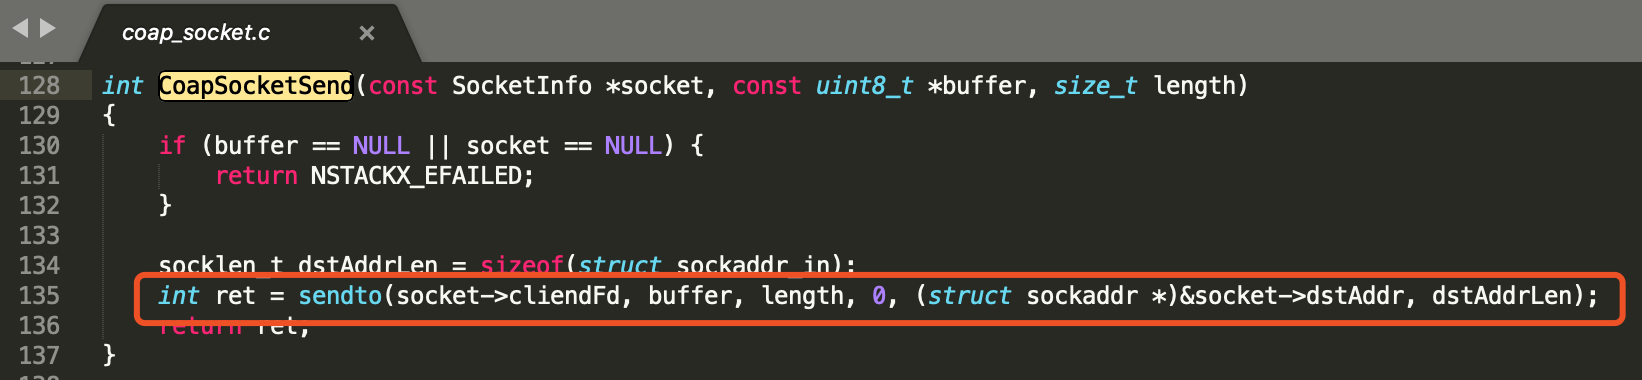 coap_socket.c ×
128 int CoapSocketSend(const SocketInfo *socket, const uint8_t *buffer, size_t length)
129 {
130 if (buffer == NULL || socket == NULL) {
131 return NSTACKX_EFAILED;
132 }
133
134 socklen_t dstAddrLen = sizeof(struct sockaddr_in);
135 int ret = sendto(socket->cliendFd, buffer, length, 0, (struct sockaddr *)&socket->dstAddr, dstAddrLen);
136 return ret;
137 }